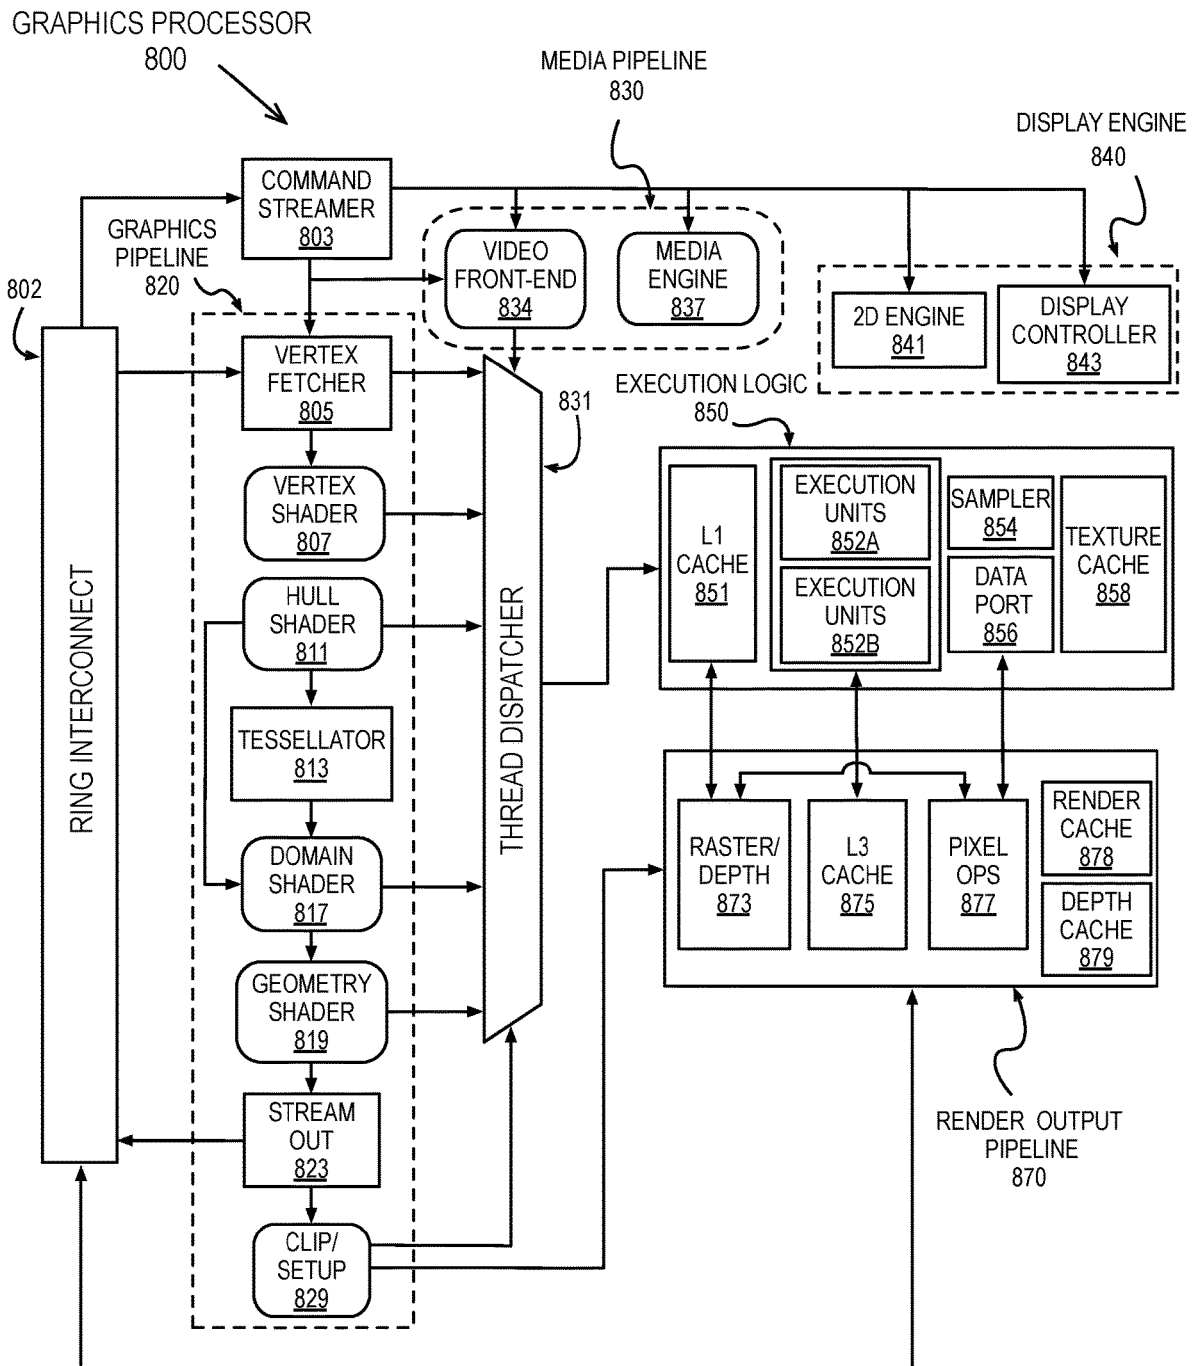 GRAPHICS PROCESSOR
800
MEDIA PIPELINE
830
DISPLAY ENGINE
840
COMMAND
STREAMER
803
GRAPHICS
PIPELINE
820
VIDEO
FRONT-END
834
MEDIA
ENGINE
837
2D ENGINE
841
DISPLAY
CONTROLLER
843
802
RING INTERCONNECT
VERTEX
FETCHER
805
VERTEX
SHADER
807
HULL
SHADER
811
TESSELLATOR
813
DOMAIN
SHADER
817
GEOMETRY
SHADER
819
STREAM
OUT
823
CLIP/
SETUP
829
THREAD DISPATCHER
831
EXECUTION LOGIC
850
L1
CACHE
851
EXECUTION
UNITS
852A
EXECUTION
UNITS
852B
SAMPLER
854
DATA
PORT
856
TEXTURE
CACHE
858
RASTER/
DEPTH
873
L3
CACHE
875
PIXEL
OPS
877
RENDER
CACHE
878
DEPTH
CACHE
879
RENDER OUTPUT
PIPELINE
870